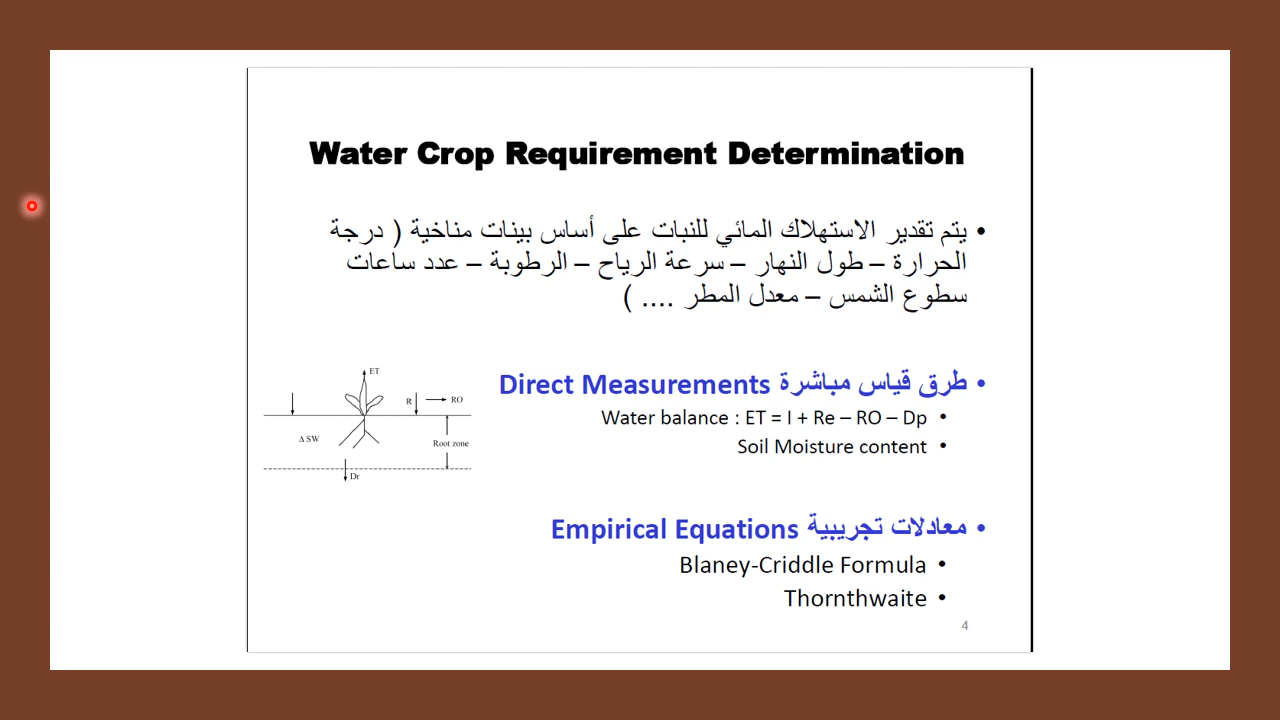 Water Crop Requirement Determination
• يتم تقدير الاستهلاك المائي للنبات على أساس بينات مناخية ( درجة
الحرارة – طول النهار – سرعة الرياح – الرطوبة – عدد ساعات
سطوع الشمس – معدل المطر .... )
• طرق قياس مباشرة Direct Measurements
• Water balance : ET = I + Re – RO – Dp
• Soil Moisture content
ET
R
RO
Δ SW
Root zone
Dr
• معادلات تجريبية Empirical Equations
• Blaney-Criddle Formula
• Thornthwaite
4